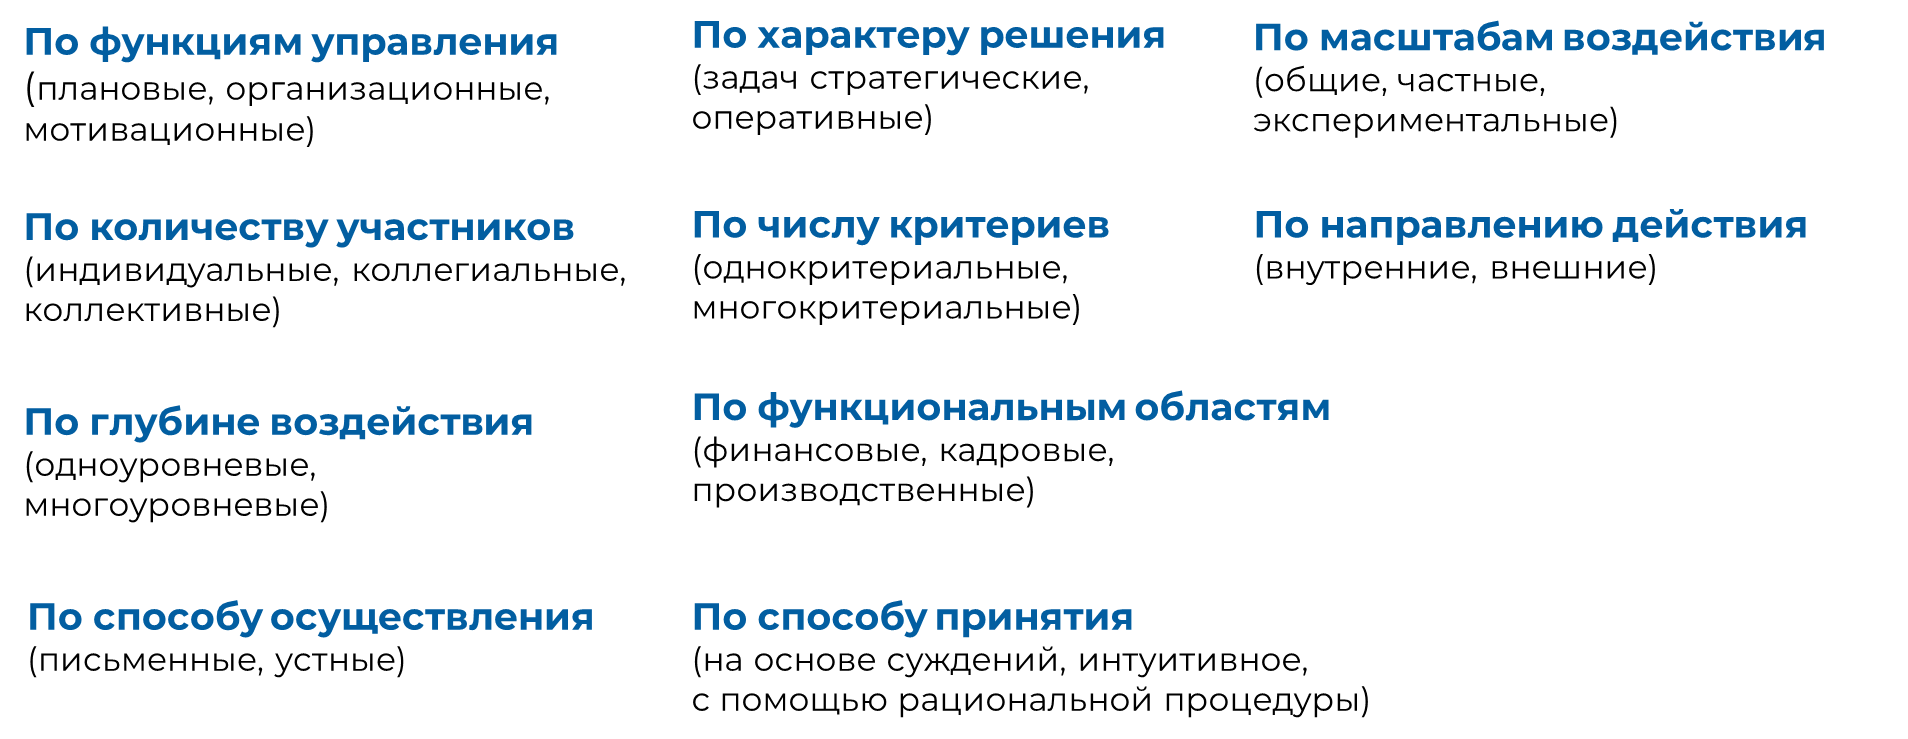 По функциям управления
(плановые, организационные,
мотивационные)
По характеру решения
(задач стратегические,
оперативные)
По масштабам воздействия
(общие, частные,
экспериментальные)
По количеству участников
(индивидуальные, коллегиальные,
коллективные)
По числу критериев
(однокритериальные,
многокритериальные)
По направлению действия
(внутренние, внешние)
По глубине воздействия
(одноуровневые,
многоуровневые)
По функциональным областям
(финансовые, кадровые,
производственные)
По способу осуществления
(письменные, устные)
По способу принятия
(на основе суждений, интуитивное,
с помощью рациональной процедуры)